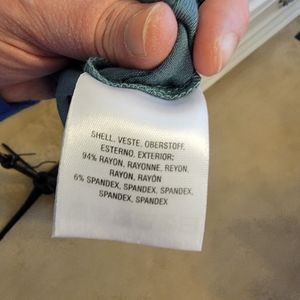 SHELL, VESTE, OBERSTOFF,
ESTERNO, EXTERIOR;
94% RAYON, RAYONNE, REYON,
RAYON, RAYÓN
6% SPANDEX, SPANDEX, SPANDEX,
SPANDEX, SPANDEX